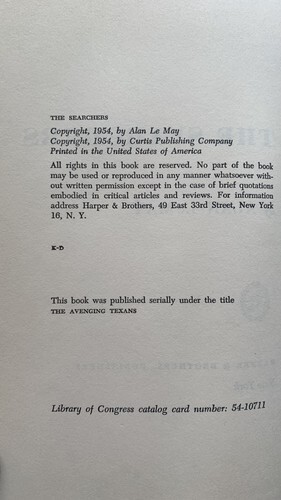 THE SEARCHERS
Copyright, 1954, by Alan Le May
Copyright, 1954, by Curtis Publishing Company
Printed in the United States of America
All rights in this book are reserved. No part of the book
may be used or reproduced in any manner whatsoever with-
out written permission except in the case of brief quotations
embodied in critical articles and reviews. For information
address Harper & Brothers, 49 East 33rd Street, New York
16, N. Y.
K-D
This book was published serially under the title
THE AVENGING TEXANS
Library of Congress catalog card number: 54-10711